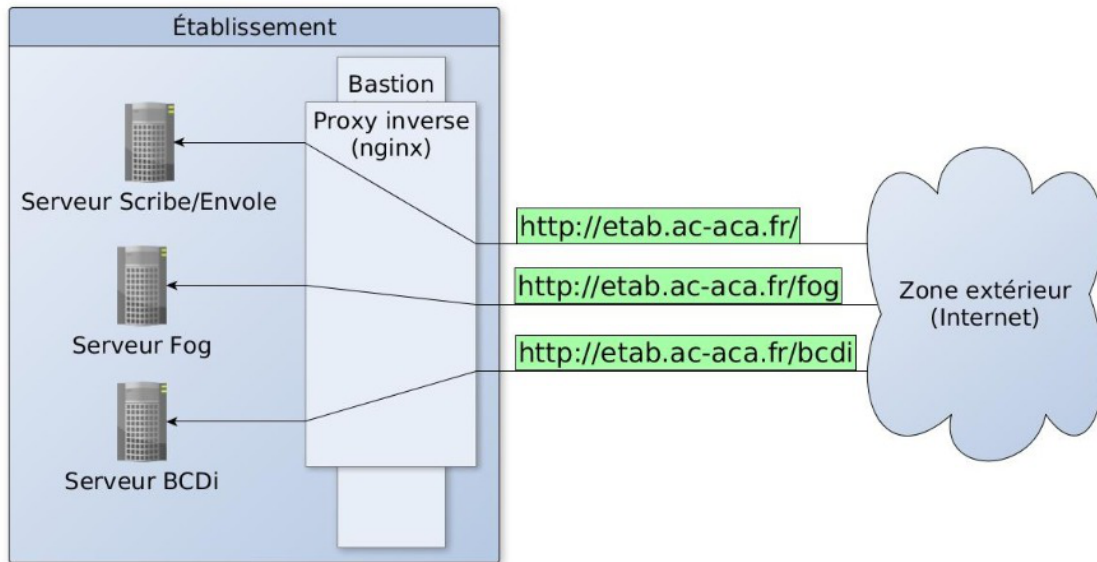 Établissement
Bastion
Proxy inverse
(nginx)
Serveur Scribe/Envole
http://etab.ac-aca.fr/
http://etab.ac-aca.fr/fog
Zone extérieur
(Internet)
Serveur Fog
http://etab.ac-aca.fr/bcdi
Serveur BCDi